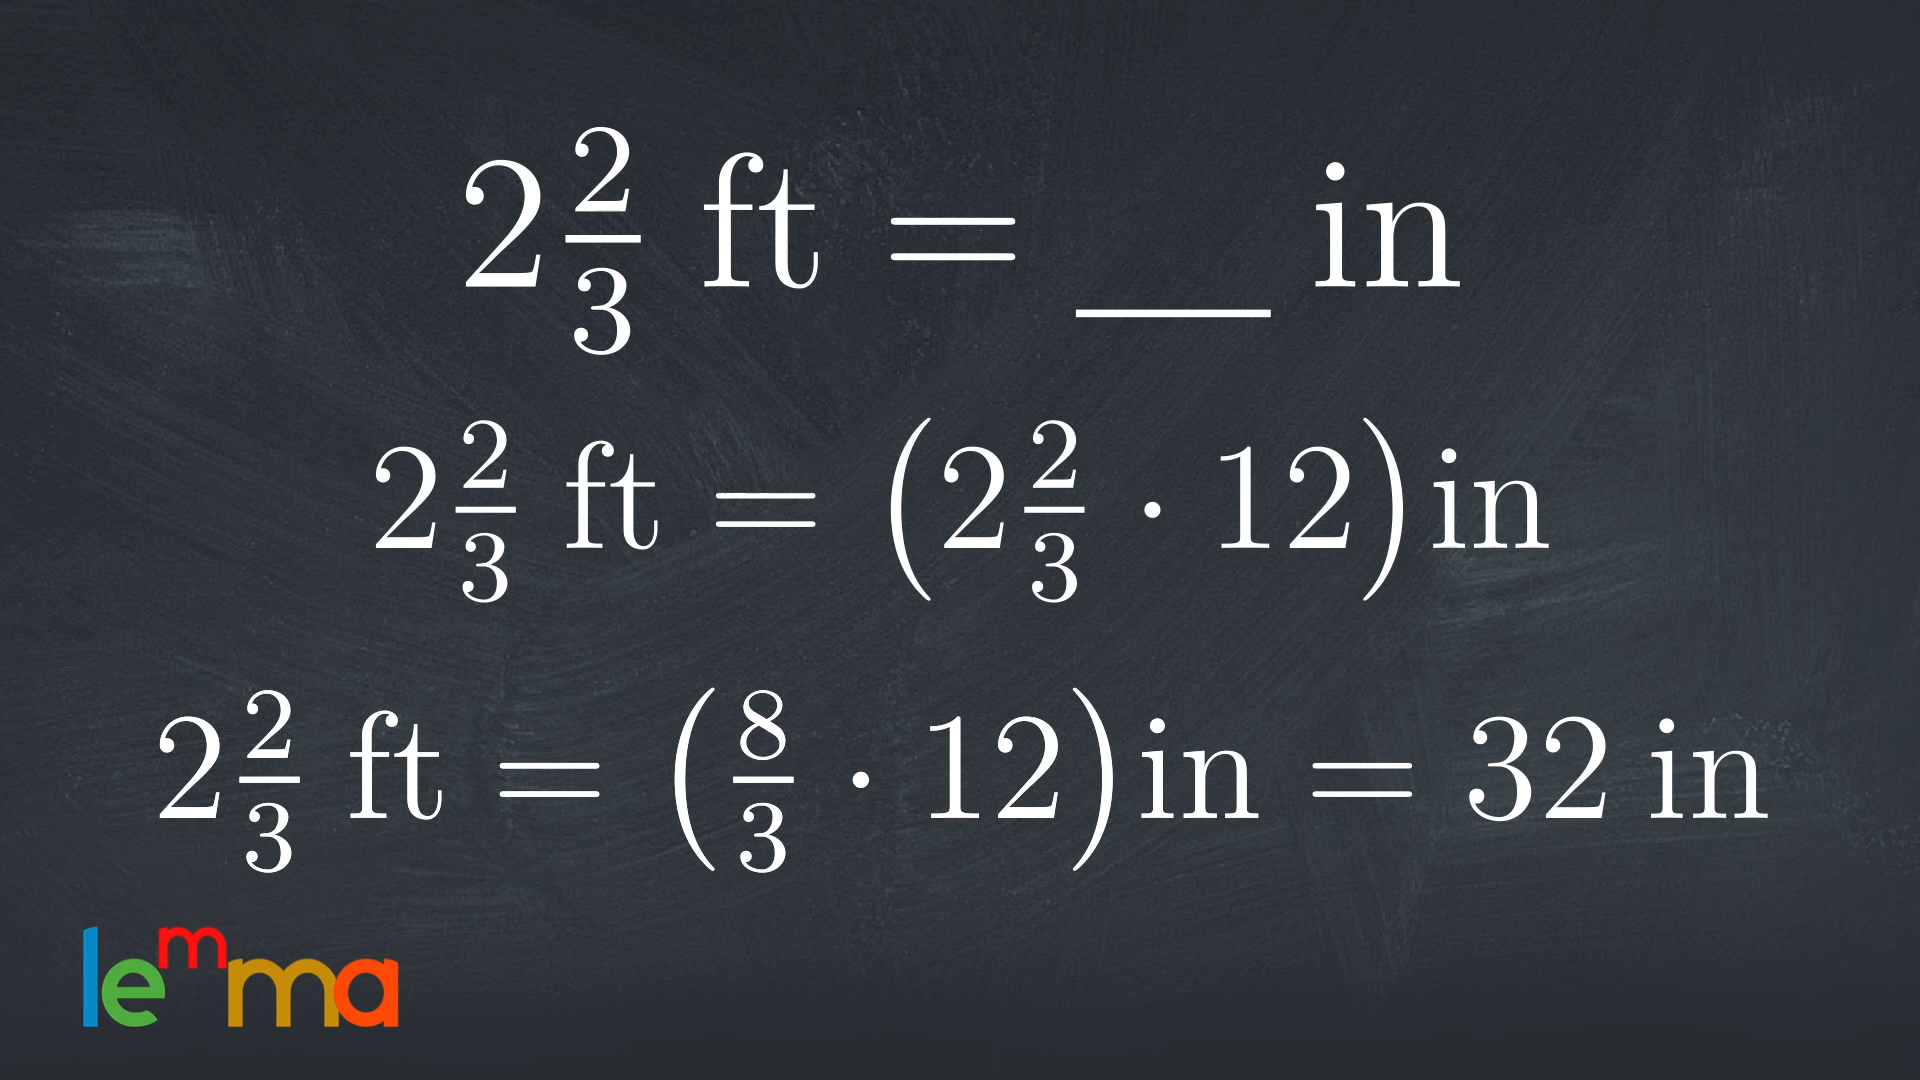 2 2/3 ft = __ in
2 2/3 ft = (2 2/3 · 12) in
2 2/3 ft = (8/3 · 12) in = 32 in
lemma